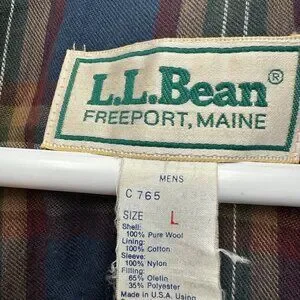 L.L.Bean®
FREEPORT, MAINE
MENS
C 765
SIZE L
Shell:
100% Pure Wool
Lining:
100% Cotton
Sleeve:
100% Nylon
Filling:
65% Olefin
35% Polyester
Made in U.S.A. Using